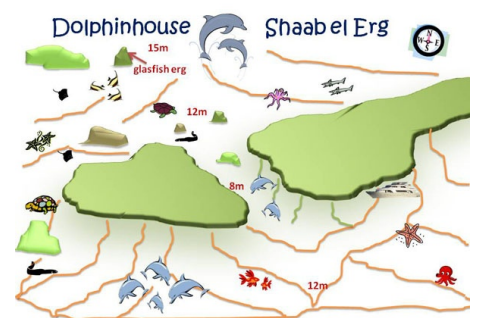 Dolphinhouse Shaab el Erg
N
W E
S
15m
glasfish erg
12m
8m
12m